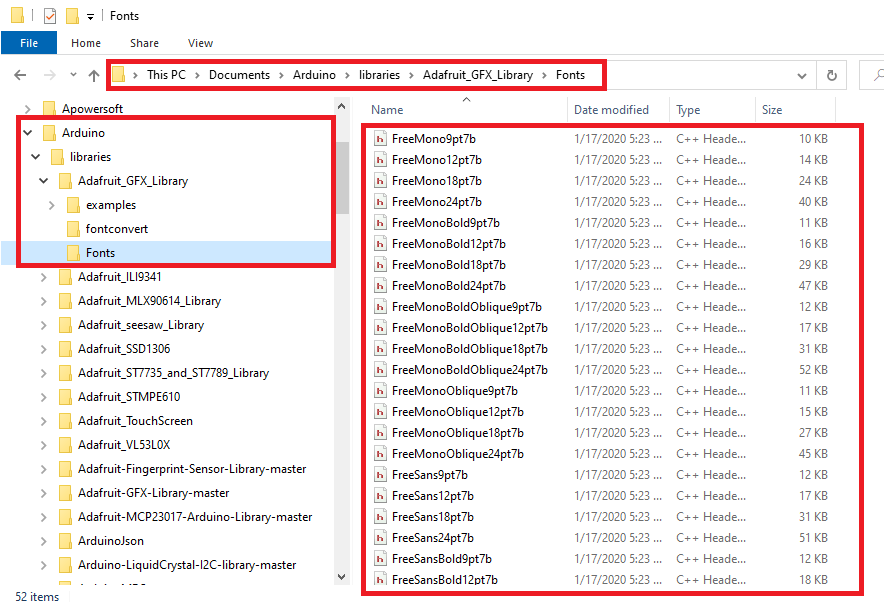 Fonts
File Home Share View
This PC > Documents > Arduino > libraries > Adafruit_GFX_Library > Fonts
Apowersoft
Arduino
libraries
Adafruit_GFX_Library
examples
fontconvert
Fonts
Adafruit_ILI9341
Adafruit_MLX90614_Library
Adafruit_seesaw_Library
Adafruit_SSD1306
Adafruit_ST7735_and_ST7789_Library
Adafruit_STMPE610
Adafruit_TouchScreen
Adafruit_VL53L0X
Adafruit-Fingerprint-Sensor-Library-master
Adafruit-GFX-Library-master
Adafruit-MCP23017-Arduino-Library-master
ArduinoJson
Arduino-LiquidCrystal-I2C-library-master
Name Date modified Type Size
FreeMono9pt7b 1/17/2020 5:23 ... C++ Heade... 10 KB
FreeMono12pt7b 1/17/2020 5:23 ... C++ Heade... 14 KB
FreeMono18pt7b 1/17/2020 5:23 ... C++ Heade... 24 KB
FreeMono24pt7b 1/17/2020 5:23 ... C++ Heade... 40 KB
FreeMonoBold9pt7b 1/17/2020 5:23 ... C++ Heade... 11 KB
FreeMonoBold12pt7b 1/17/2020 5:23 ... C++ Heade... 16 KB
FreeMonoBold18pt7b 1/17/2020 5:23 ... C++ Heade... 29 KB
FreeMonoBold24pt7b 1/17/2020 5:23 ... C++ Heade... 47 KB
FreeMonoBoldOblique9pt7b 1/17/2020 5:23 ... C++ Heade... 12 KB
FreeMonoBoldOblique12pt7b 1/17/2020 5:23 ... C++ Heade... 17 KB
FreeMonoBoldOblique18pt7b 1/17/2020 5:23 ... C++ Heade... 31 KB
FreeMonoBoldOblique24pt7b 1/17/2020 5:23 ... C++ Heade... 52 KB
FreeMonoOblique9pt7b 1/17/2020 5:23 ... C++ Heade... 11 KB
FreeMonoOblique12pt7b 1/17/2020 5:23 ... C++ Heade... 15 KB
FreeMonoOblique18pt7b 1/17/2020 5:23 ... C++ Heade... 27 KB
FreeMonoOblique24pt7b 1/17/2020 5:23 ... C++ Heade... 45 KB
FreeSans9pt7b 1/17/2020 5:23 ... C++ Heade... 12 KB
FreeSans12pt7b 1/17/2020 5:23 ... C++ Heade... 17 KB
FreeSans18pt7b 1/17/2020 5:23 ... C++ Heade... 31 KB
FreeSans24pt7b 1/17/2020 5:23 ... C++ Heade... 51 KB
FreeSansBold9pt7b 1/17/2020 5:23 ... C++ Heade... 12 KB
FreeSansBold12pt7b 1/17/2020 5:23 ... C++ Heade... 18 KB
52 items